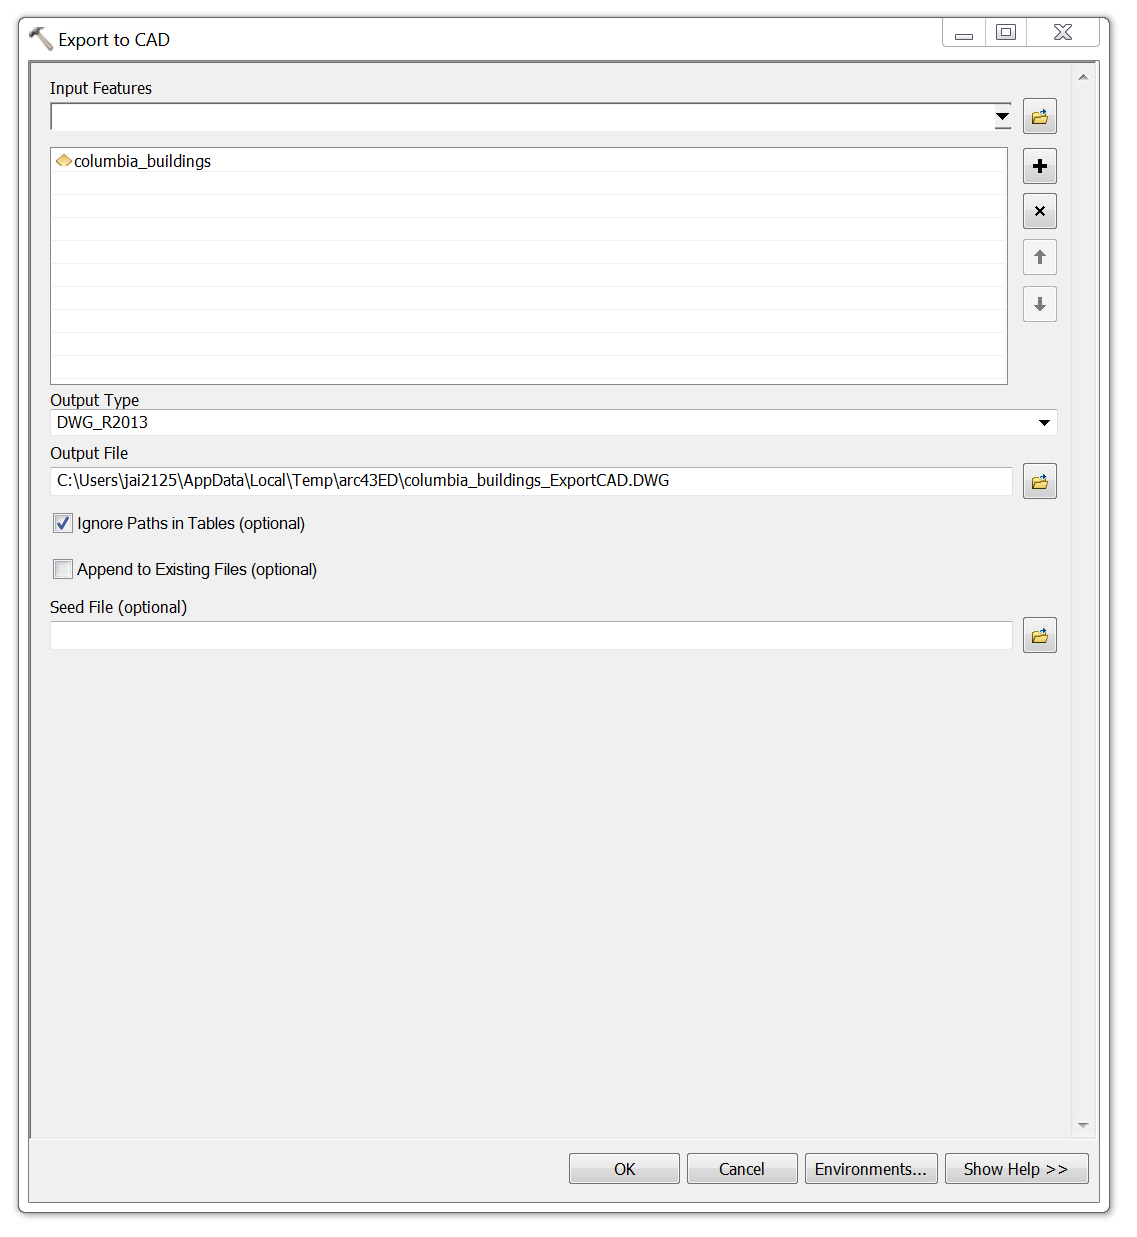 Export to CAD
Input Features
columbia_buildings
Output Type
DWG_R2013
Output File
C:\Users\jai2125\AppData\Local\Temp\arc43ED\columbia_buildings_ExportCAD.DWG
Ignore Paths in Tables (optional)
Append to Existing Files (optional)
Seed File (optional)
OK Cancel Environments... Show Help >>